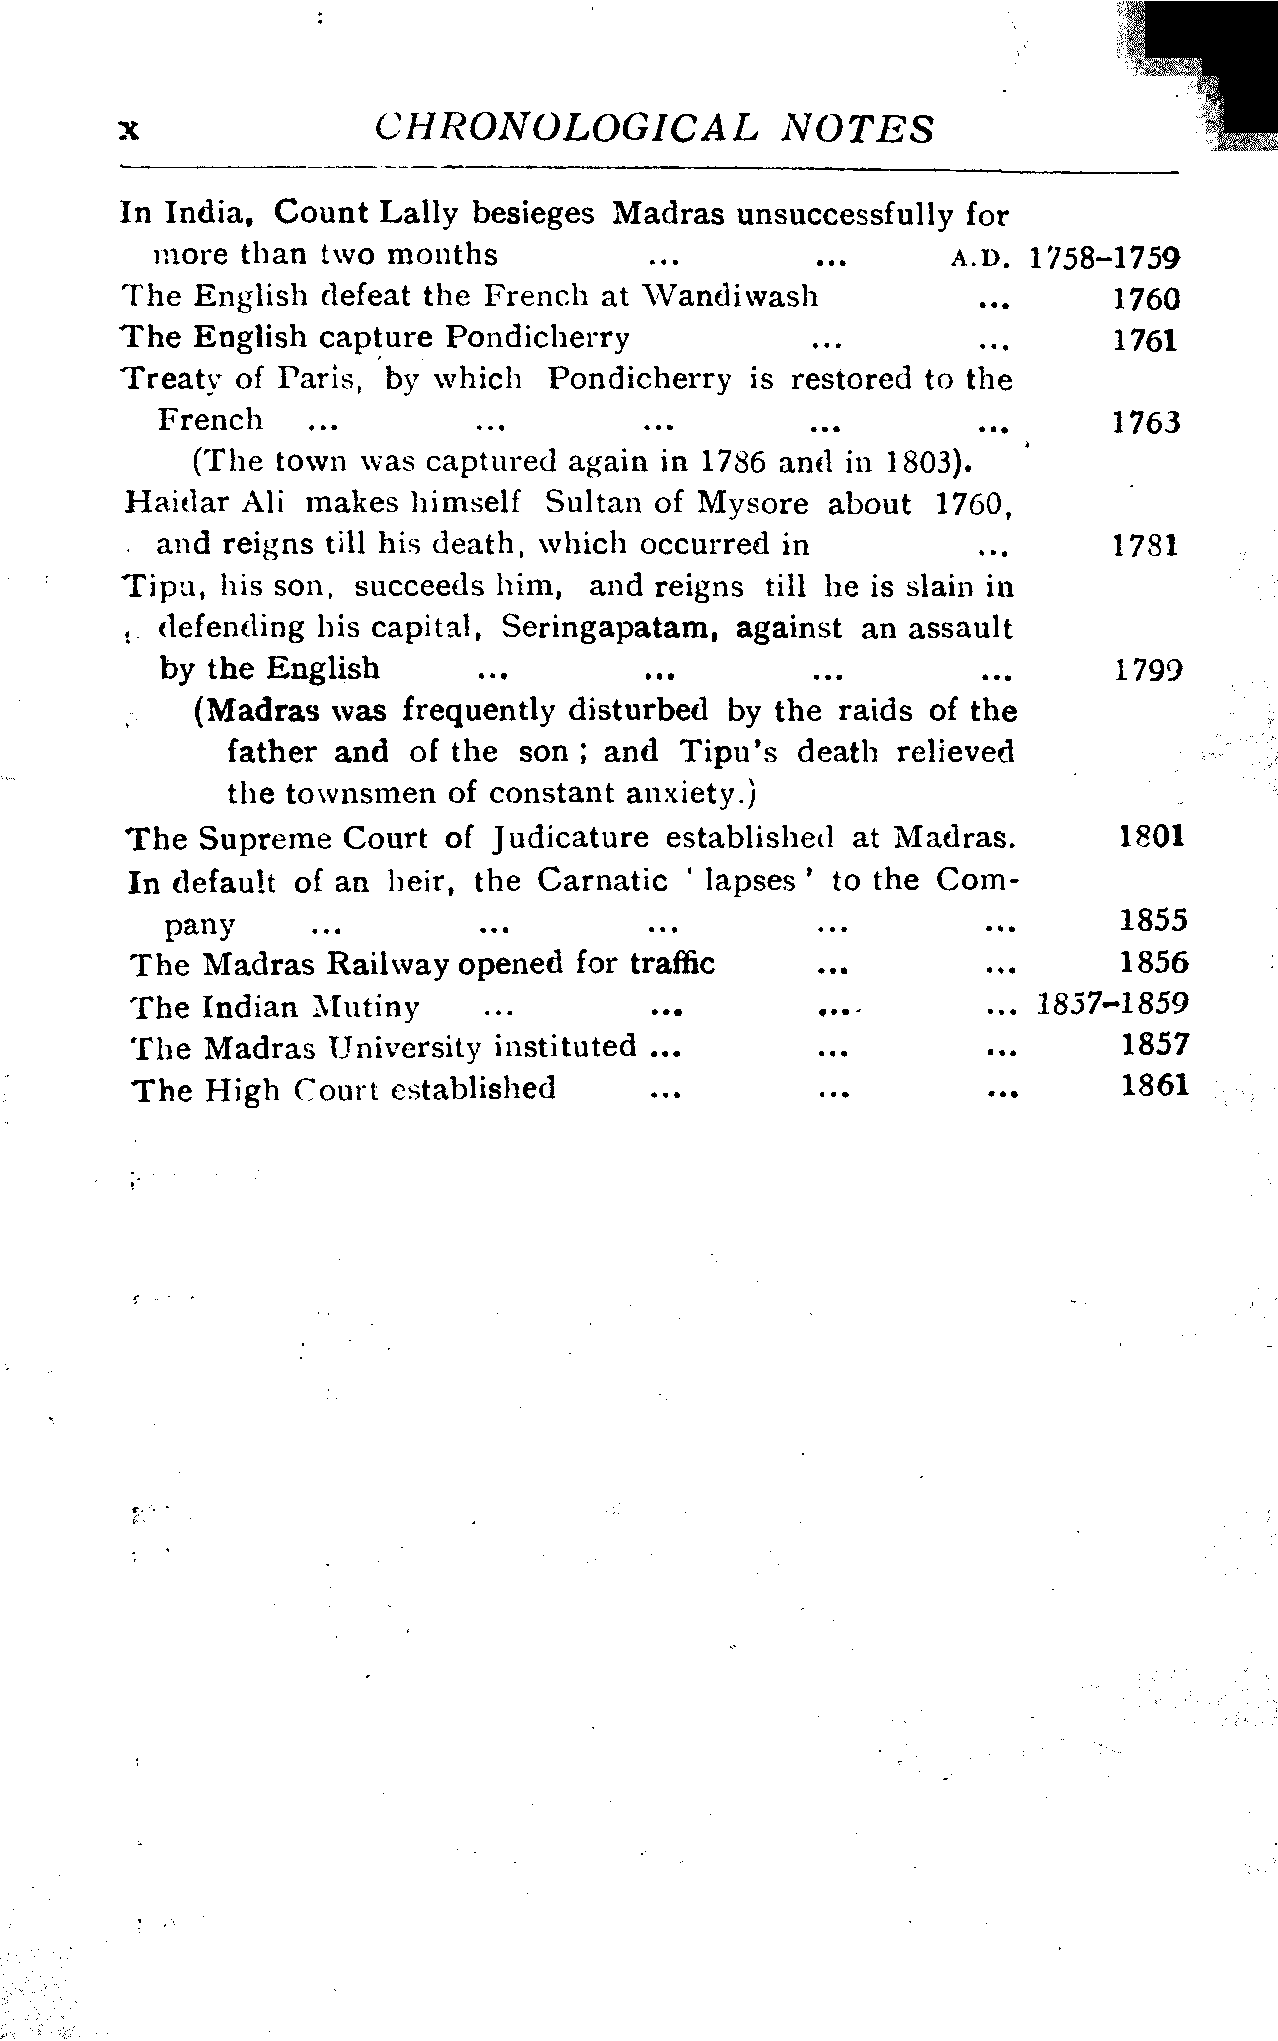 x CHRONOLOGICAL NOTES
In India, Count Lally besieges Madras unsuccessfully for
more than two months ... ... A.D. 1758-1759
The English defeat the French at Wandiwash ... 1760
The English capture Pondicherry ... ... 1761
Treaty of Paris, by which Pondicherry is restored to the
French ... ... ... ... ... 1763
(The town was captured again in 1786 and in 1803).
Haidar Ali makes himself Sultan of Mysore about 1760,
and reigns till his death, which occurred in ... 1781
Tipu, his son, succeeds him, and reigns till he is slain in
defending his capital, Seringapatam, against an assault
by the English ... ... ... ... 1799
(Madras was frequently disturbed by the raids of the
father and of the son ; and Tipu's death relieved
the townsmen of constant anxiety.)
The Supreme Court of Judicature established at Madras. 1801
In default of an heir, the Carnatic ' lapses ' to the Com-
pany ... ... ... ... ... 1855
The Madras Railway opened for traffic ... ... 1856
The Indian Mutiny ... ... ... ... 1857-1859
The Madras University instituted ... ... ... 1857
The High Court established ... ... ... 1861